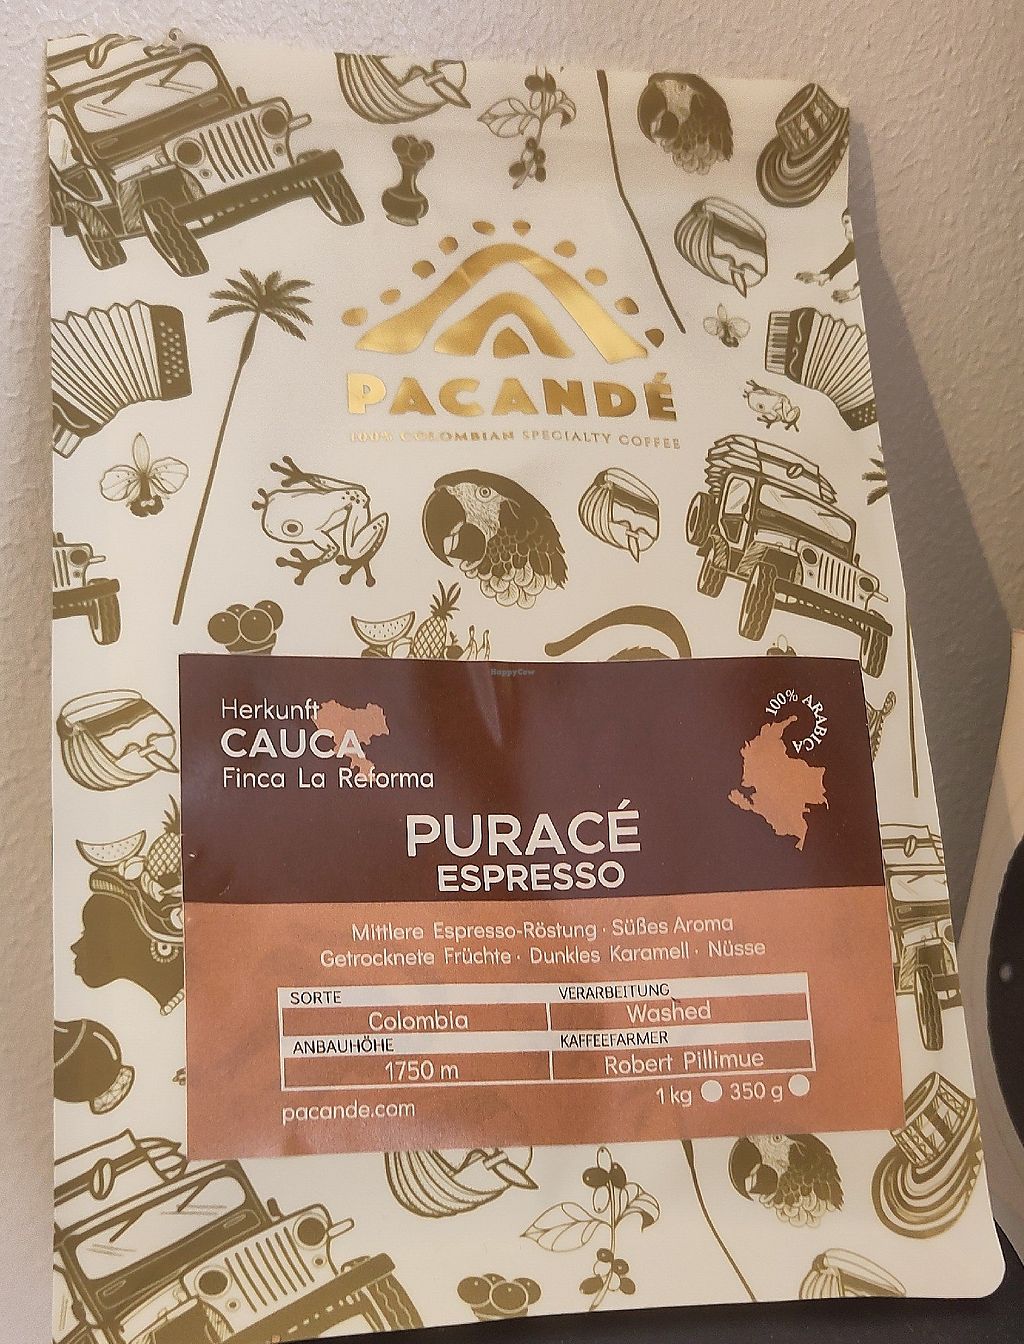 PACANDÉ
100% COLOMBIAN SPECIALTY COFFEE
HappyCow
Herkunft
CAUCA
Finca La Reforma
100% ARABICA
PURACÉ
ESPRESSO
Mittlere Espresso-Röstung · Süßes Aroma
Getrocknete Früchte · Dunkles Karamell · Nüsse
SORTE
VERARBEITUNG
Colombia
Washed
ANBAUHÖHE
KAFFEEFARMER
1750 m
Robert Pillimue
1 kg 350 g
pacande.com